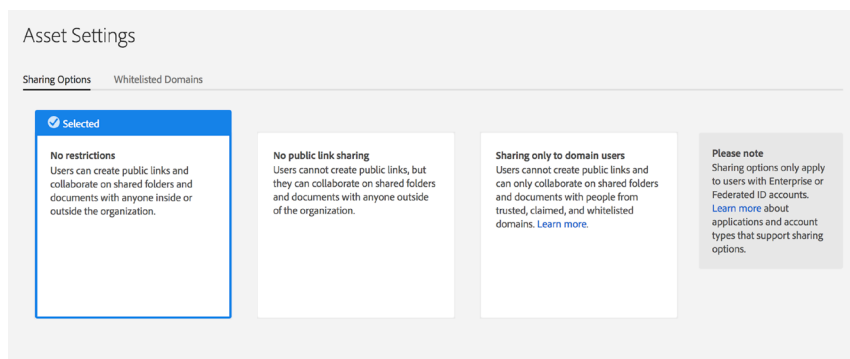 Asset Settings
Sharing Options
Whitelisted Domains
Selected
No restrictions
Users can create public links and
collaborate on shared folders and
documents with anyone inside or
outside the organization.
No public link sharing
Users cannot create public links, but
they can collaborate on shared folders
and documents with anyone outside
of the organization.
Sharing only to domain users
Users cannot create public links and
can only collaborate on shared folders
and documents with people from
trusted, claimed, and whitelisted
domains. Learn more.
Please note
Sharing options only apply
to users with Enterprise or
Federated ID accounts.
Learn more about
applications and account
types that support sharing
options.